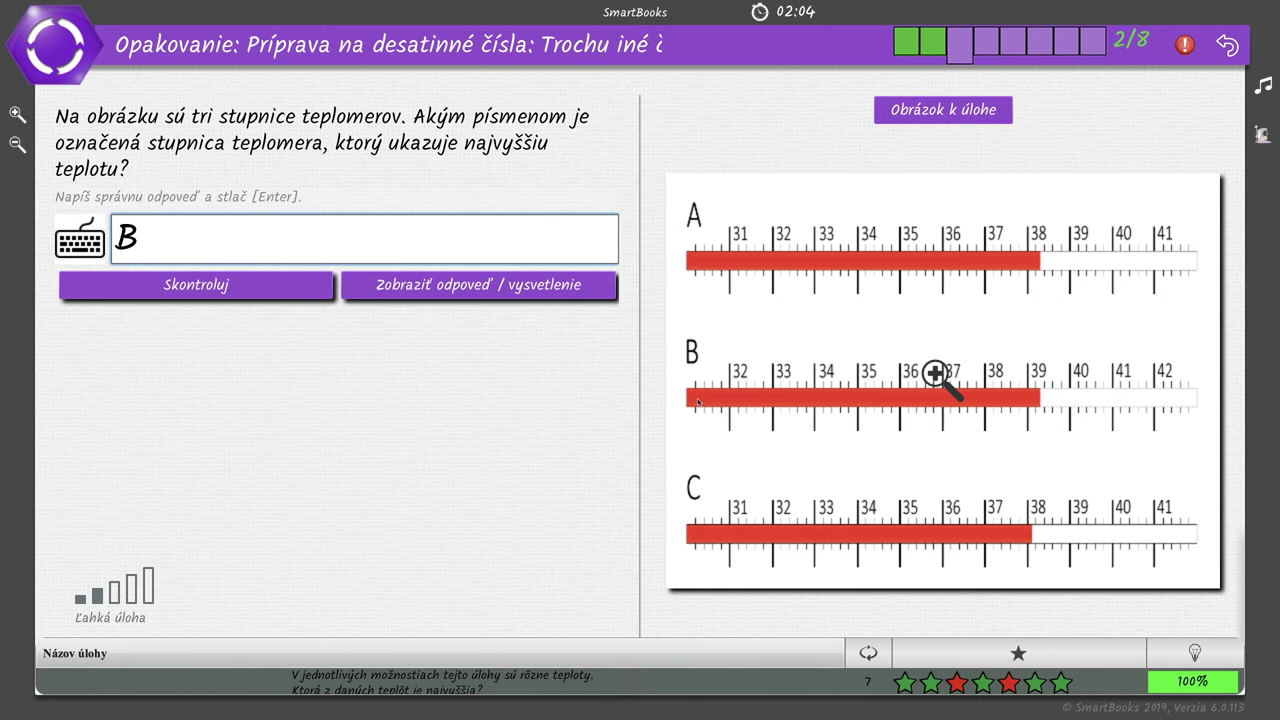 SmartBooks
02:04
Opakovanie: Príprava na desatinné čísla: Trochu iné č
2/8
Na obrázku sú tri stupnice teplomerov. Akým písmenom je
označená stupnica teplomera, ktorý ukazuje najvyššiu
teplotu?
Napíš správnu odpoveď a stlač [Enter].
B
Skontroluj
Zobraziť odpoveď / vysvetlenie
Ľahká úloha
Obrázok k úlohe
A
31 32 33 34 35 36 37 38 39 40 41
B
32 33 34 35 36 37 38 39 40 41 42
C
31 32 33 34 35 36 37 38 39 40 41
Názov úlohy
V jednotlivých možnostiach tejto úlohy sú rôzne teploty.
Ktorá z daných teplôt je najvyššia?
7
100%
© SmartBooks 2019, Verzia 6.0.113